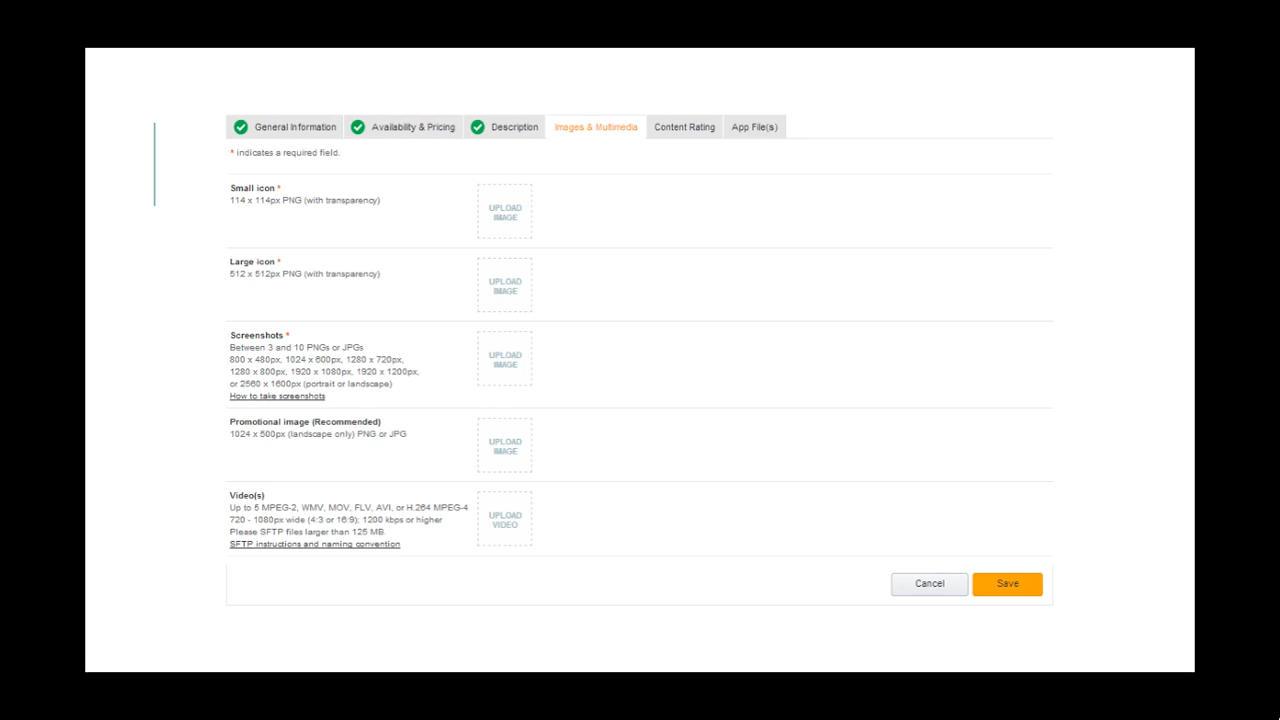 General Information
Availability & Pricing
Description
Images & Multimedia
Content Rating
App File(s)
* indicates a required field.
Small icon *
114 x 114px PNG (with transparency)
UPLOAD
IMAGE
Large icon *
512 x 512px PNG (with transparency)
UPLOAD
IMAGE
Screenshots *
Between 3 and 10 PNGs or JPGs
800 x 480px, 1024 x 600px, 1280 x 720px,
1280 x 800px, 1920 x 1080px, 1920 x 1200px,
or 2560 x 1600px (portrait or landscape)
How to take screenshots
UPLOAD
IMAGE
Promotional image (Recommended)
1024 x 500px (landscape only) PNG or JPG
UPLOAD
IMAGE
Video(s)
Up to 5 MPEG-2, WMV, MOV, FLV, AVI, or H.264 MPEG-4
720 - 1080px wide (4:3 or 16:9); 1200 kbps or higher
Please SFTP files larger than 125 MB.
SFTP instructions and naming convention
UPLOAD
VIDEO
Cancel
Save